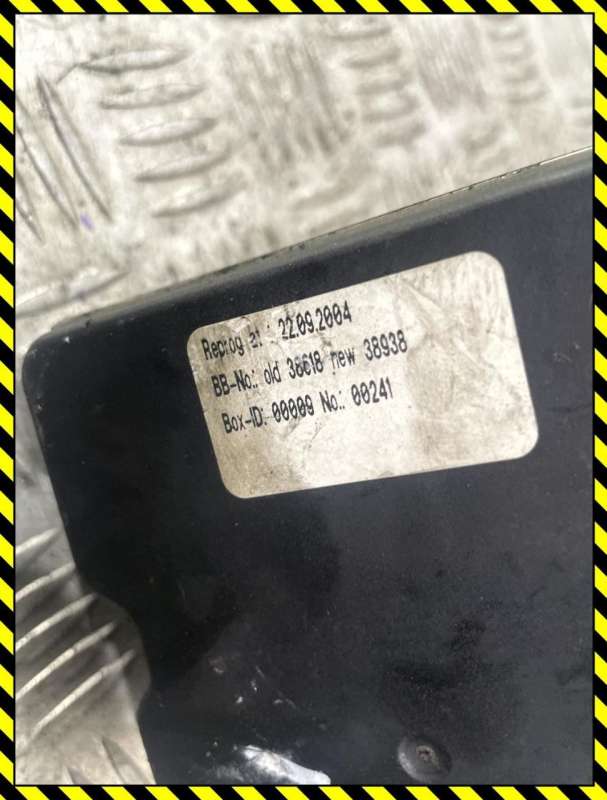 Reprog at : 22.09.2004
BB-No.: old 38618 new 38938
Box-ID: 00009 No.: 00241